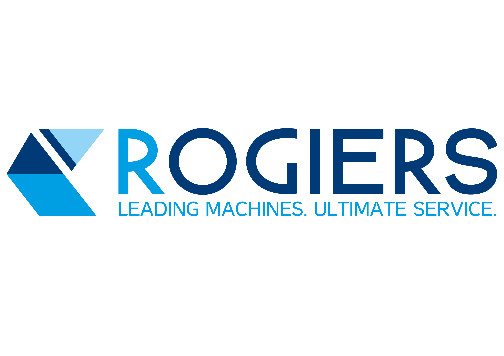 ROGIERS
LEADING MACHINES. ULTIMATE SERVICE.